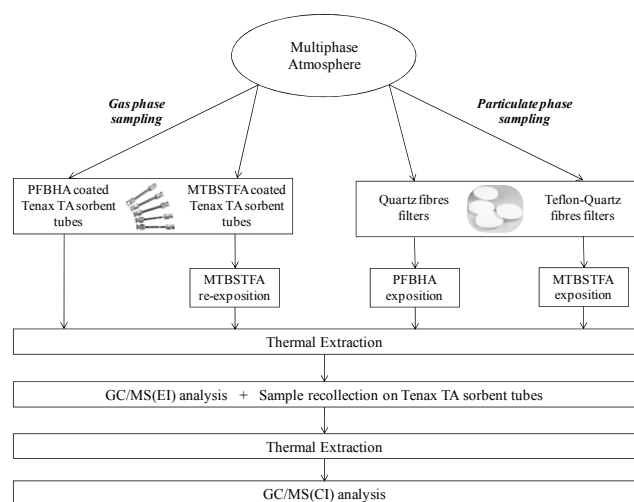 Multiphase
Atmosphere
Gas phase
sampling
Particulate phase
sampling
PFBHA coated
Tenax TA sorbent
tubes
MTBSTFA coated
Tenax TA sorbent
tubes
Quartz fibres
filters
Teflon-Quartz
fibres filters
MTBSTFA
re-exposition
PFBHA
exposition
MTBSTFA
exposition
Thermal Extraction
GC/MS(EI) analysis + Sample recollection on Tenax TA sorbent tubes
Thermal Extraction
GC/MS(CI) analysis